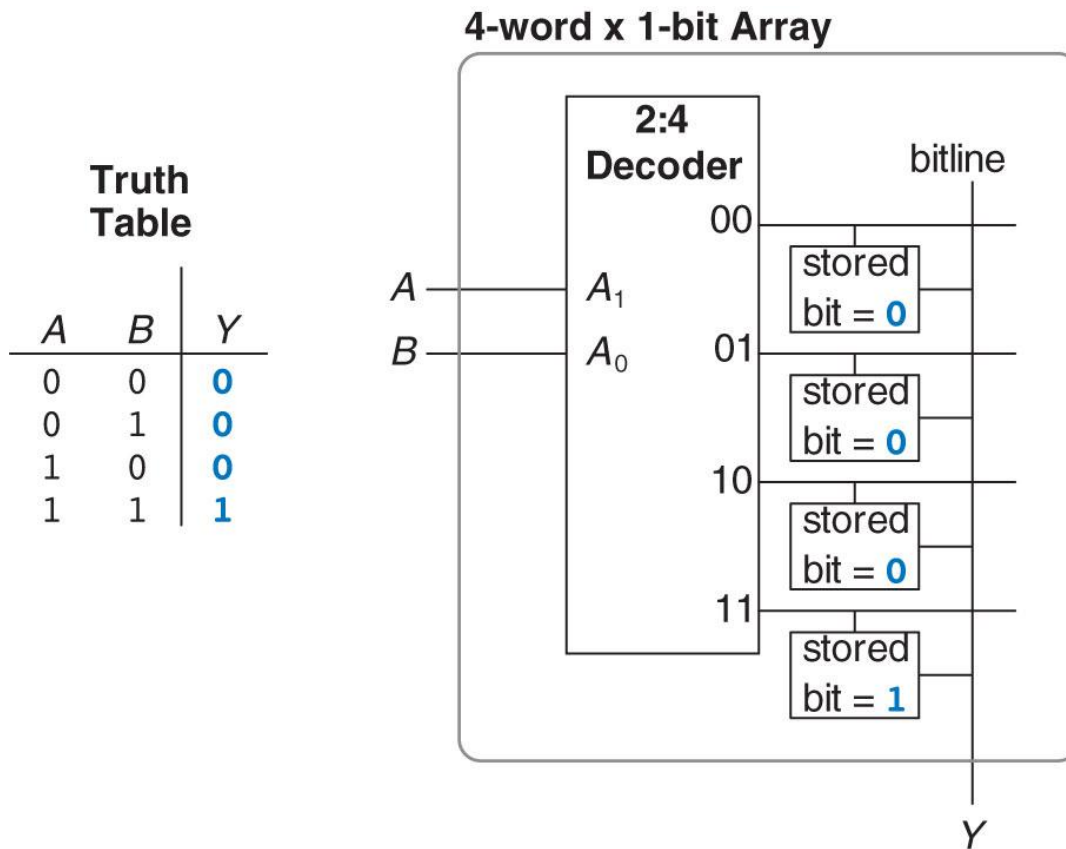 4-word x 1-bit Array
Truth
Table
A B Y
0 0 0
0 1 0
1 0 0
1 1 1
2:4
Decoder
bitline
A
A₁
B
A₀
00
stored
bit = 0
01
stored
bit = 0
10
stored
bit = 0
11
stored
bit = 1
Y